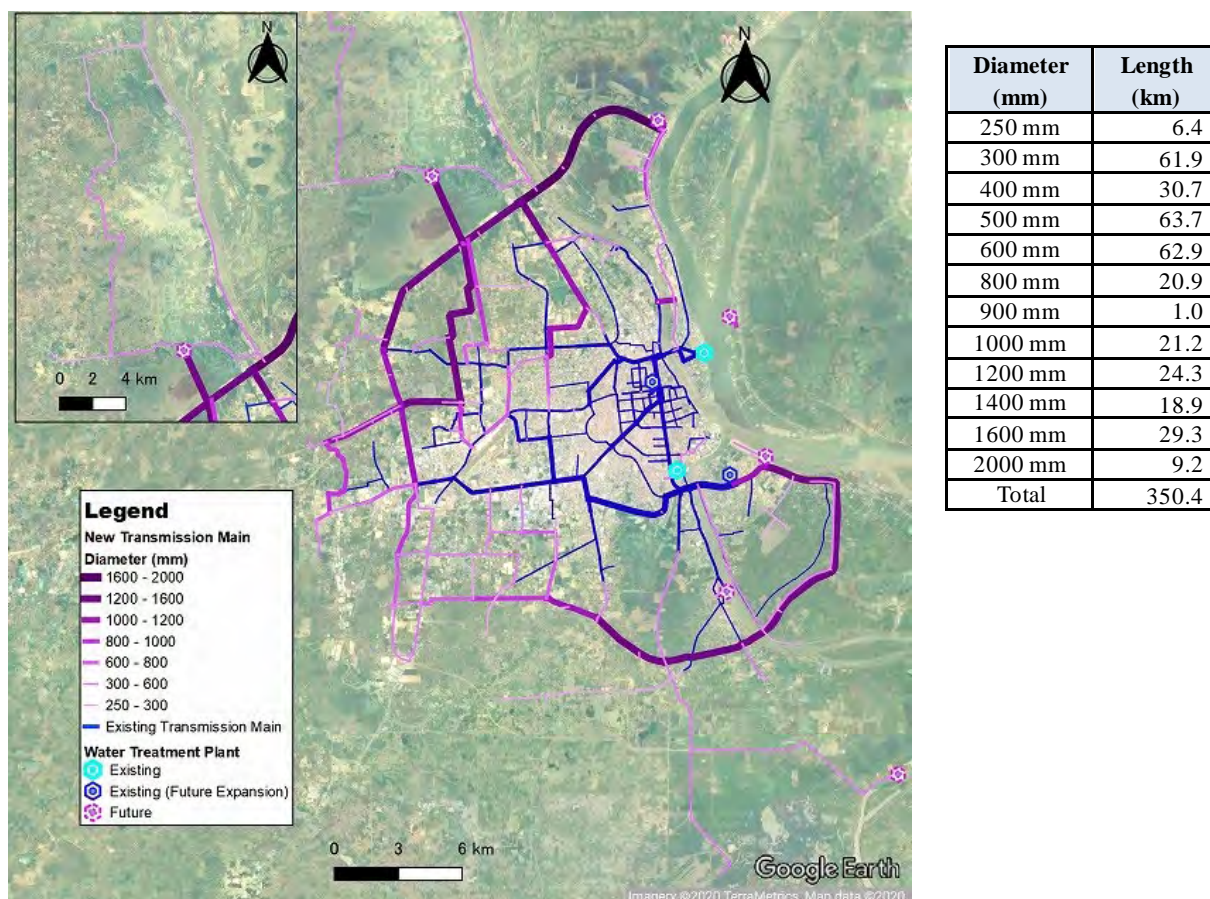 N
0 2 4 km
N
Legend
New Transmission Main
Diameter (mm)
1600 - 2000
1200 - 1600
1000 - 1200
800 - 1000
600 - 800
300 - 600
250 - 300
Existing Transmission Main
Water Treatment Plant
Existing
Existing (Future Expansion)
Future
0 3 6 km
Google Earth
Imagery ©2020 TerraMetrics, Map data ©2020
Diameter (mm) Length (km)
250 mm 6.4
300 mm 61.9
400 mm 30.7
500 mm 63.7
600 mm 62.9
800 mm 20.9
900 mm 1.0
1000 mm 21.2
1200 mm 24.3
1400 mm 18.9
1600 mm 29.3
2000 mm 9.2
Total 350.4